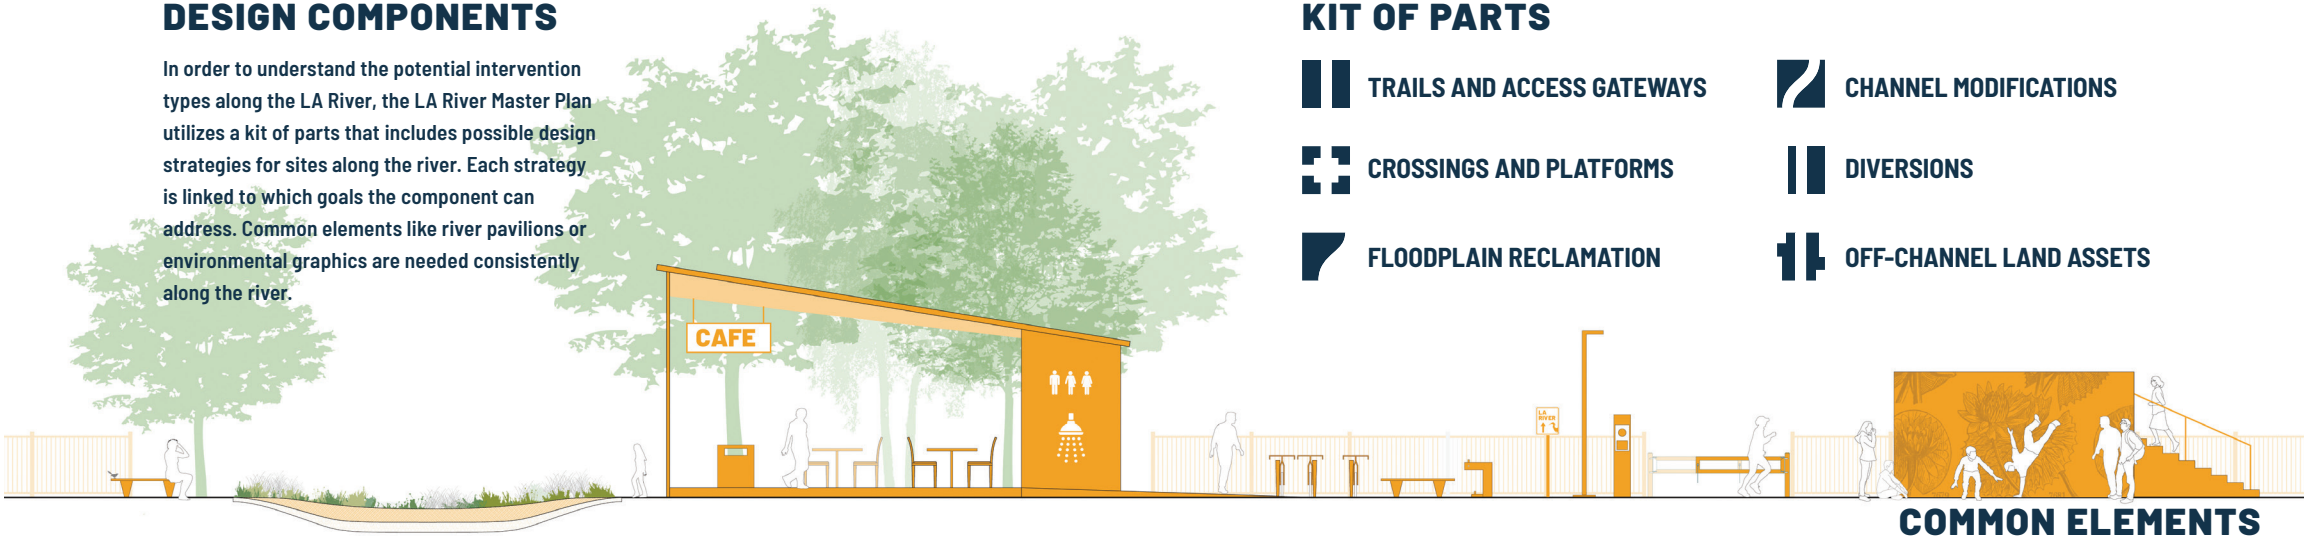 DESIGN COMPONENTS
In order to understand the potential intervention
types along the LA River, the LA River Master Plan
utilizes a kit of parts that includes possible design
strategies for sites along the river. Each strategy
is linked to which goals the component can
address. Common elements like river pavilions or
environmental graphics are needed consistently
along the river.
KIT OF PARTS
TRAILS AND ACCESS GATEWAYS
CROSSINGS AND PLATFORMS
FLOODPLAIN RECLAMATION
CHANNEL MODIFICATIONS
DIVERSIONS
OFF-CHANNEL LAND ASSETS
CAFE
LA
RIVER
COMMON ELEMENTS